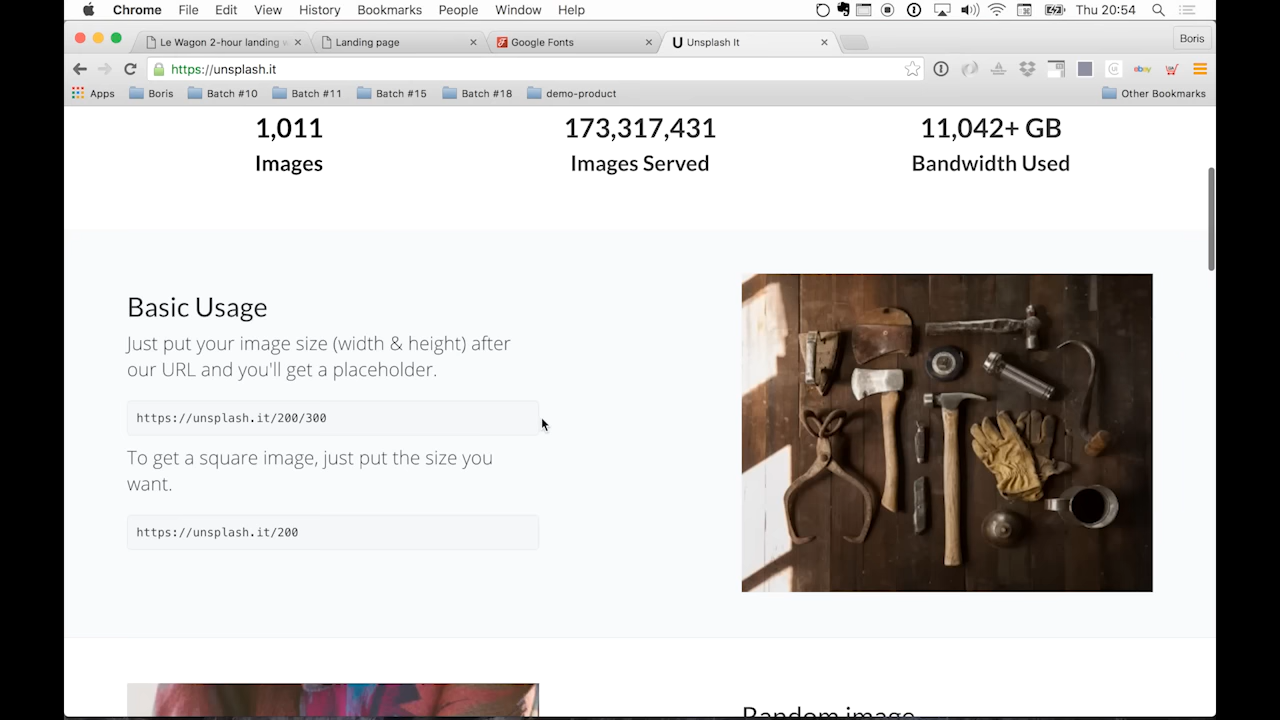 Chrome File Edit View History Bookmarks People Window Help Thu 20:54
Le Wagon 2-hour landing Landing page Google Fonts Unsplash It Boris
https://unsplash.it ebay
Apps Boris Batch #10 Batch #11 Batch #15 Batch #18 demo-product Other Bookmarks
1,011 173,317,431 11,042+ GB
Images Images Served Bandwidth Used
Basic Usage
Just put your image size (width & height) after
our URL and you'll get a placeholder.
https://unsplash.it/200/300
To get a square image, just put the size you
want.
https://unsplash.it/200
Random image